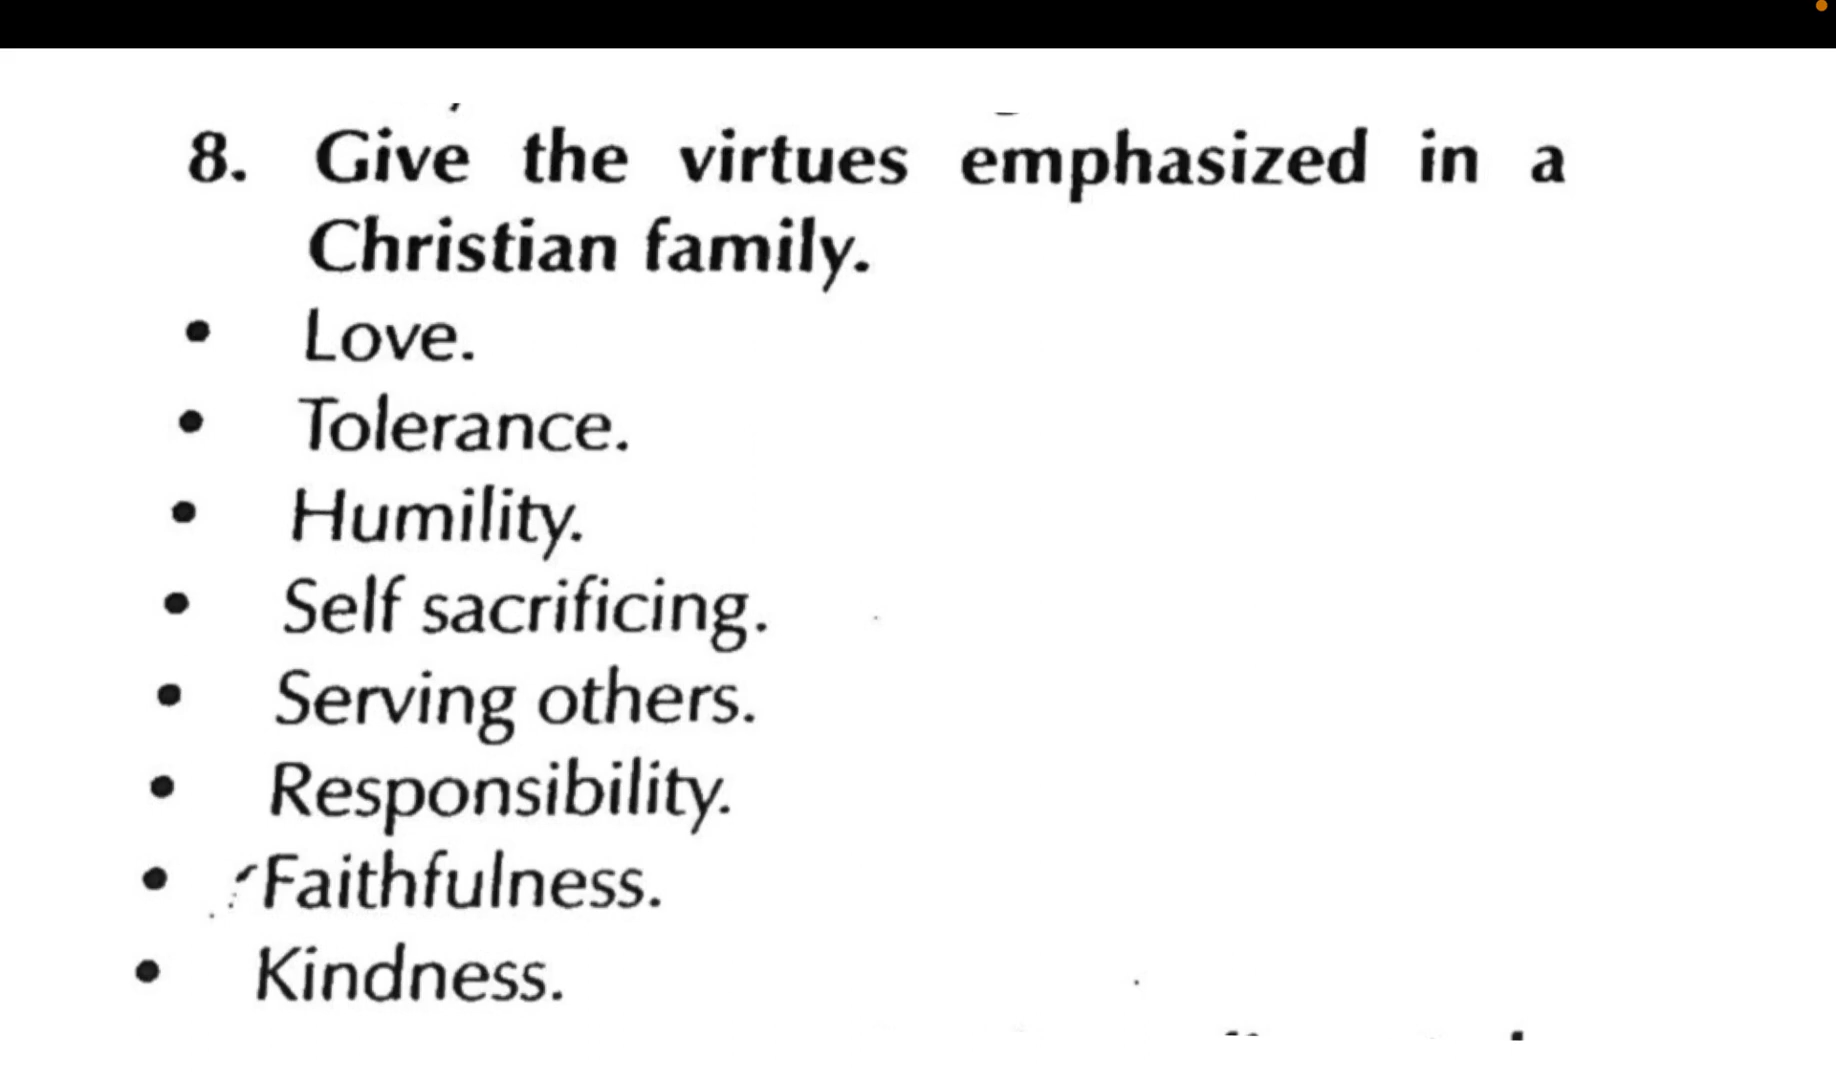 8. Give the virtues emphasized in a
Christian family.
• Love.
• Tolerance.
• Humility.
• Self sacrificing.
• Serving others.
• Responsibility.
• Faithfulness.
• Kindness.